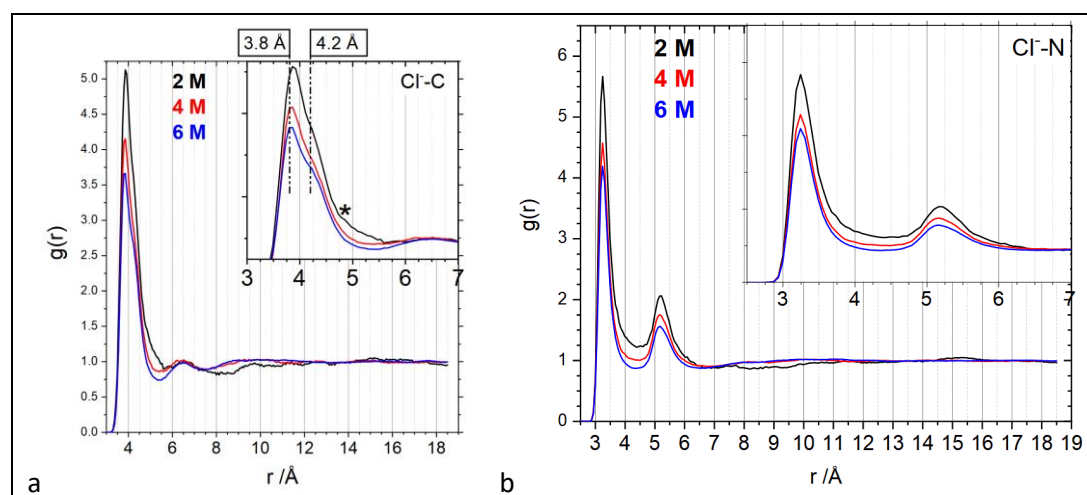 3.8 Å 4.2 Å
2 M
4 M
6 M
Cl⁻-C
*
g(r)
5.0
4.5
4.0
3.5
3.0
2.5
2.0
1.5
1.0
0.5
0.0
3 4 5 6 7
4 6 8 10 12 14 16 18
r /Å
a
2 M
4 M
6 M
Cl⁻-N
g(r)
6
5
4
3
2
1
0
3 4 5 6 7
3 4 5 6 7 8 9 10 11 12 13 14 15 16 17 18 19
r /Å
b